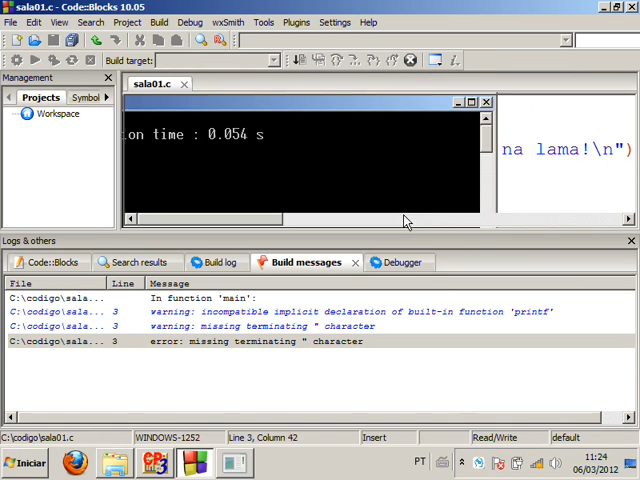 sala01.c - Code::Blocks 10.05
File Edit View Search Project Build Debug wxSmith Tools Plugins Settings Help
Build target:
Management
Projects Symbol
Workspace
sala01.c
ion time : 0.054 s
na lama!\n")
Logs & others
Code::Blocks Search results Build log Build messages Debugger
File Line Message
C:\codigo\sala... In function 'main':
C:\codigo\sala... 3 warning: incompatible implicit declaration of built-in function 'printf'
C:\codigo\sala... 3 warning: missing terminating " character
C:\codigo\sala... 3 error: missing terminating " character
C:\codigo\sala01.c WINDOWS-1252 Line 3, Column 42 Insert Read/Write default
Iniciar PT 11:24
06/03/2012